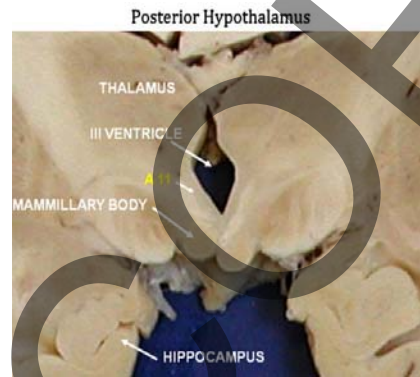 Posterior Hypothalamus
THALAMUS
III VENTRICLE
A 11
MAMMILLARY BODY
HIPPOCAMPUS